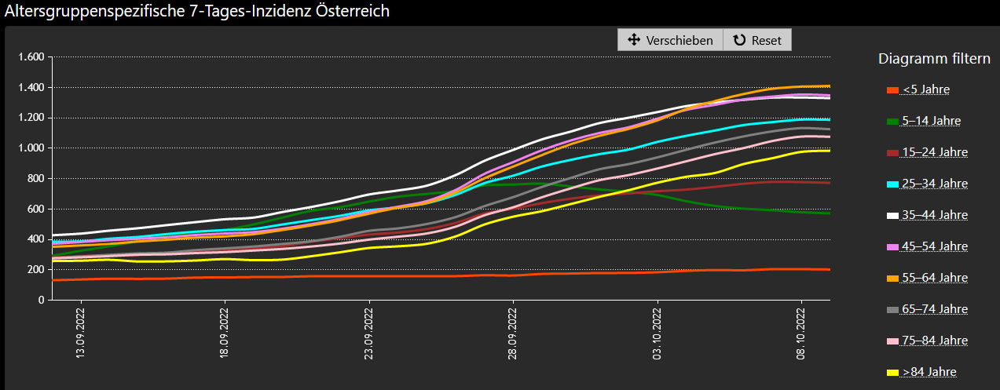 Altersgruppenspezifische 7-Tages-Inzidenz Österreich
Verschieben Reset
Diagramm filtern
1.600
1.400
1.200
1.000
800
600
400
200
0
13.09.2022
18.09.2022
23.09.2022
28.09.2022
03.10.2022
08.10.2022
<5 Jahre
5–14 Jahre
15–24 Jahre
25–34 Jahre
35–44 Jahre
45–54 Jahre
55–64 Jahre
65–74 Jahre
75–84 Jahre
>84 Jahre